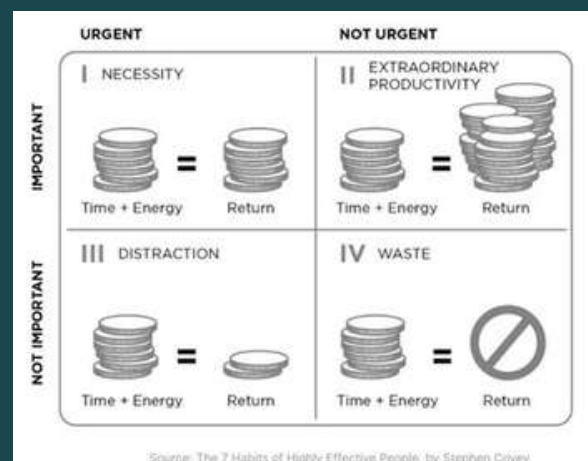 URGENT
NOT URGENT
IMPORTANT
I NECESSITY
II EXTRAORDINARY
PRODUCTIVITY
=
=
Time + Energy
Return
Time + Energy
Return
NOT IMPORTANT
III DISTRACTION
IV WASTE
=
=
Time + Energy
Return
Time + Energy
Return
Source: The 7 Habits of Highly Effective People, by Stephen Covey